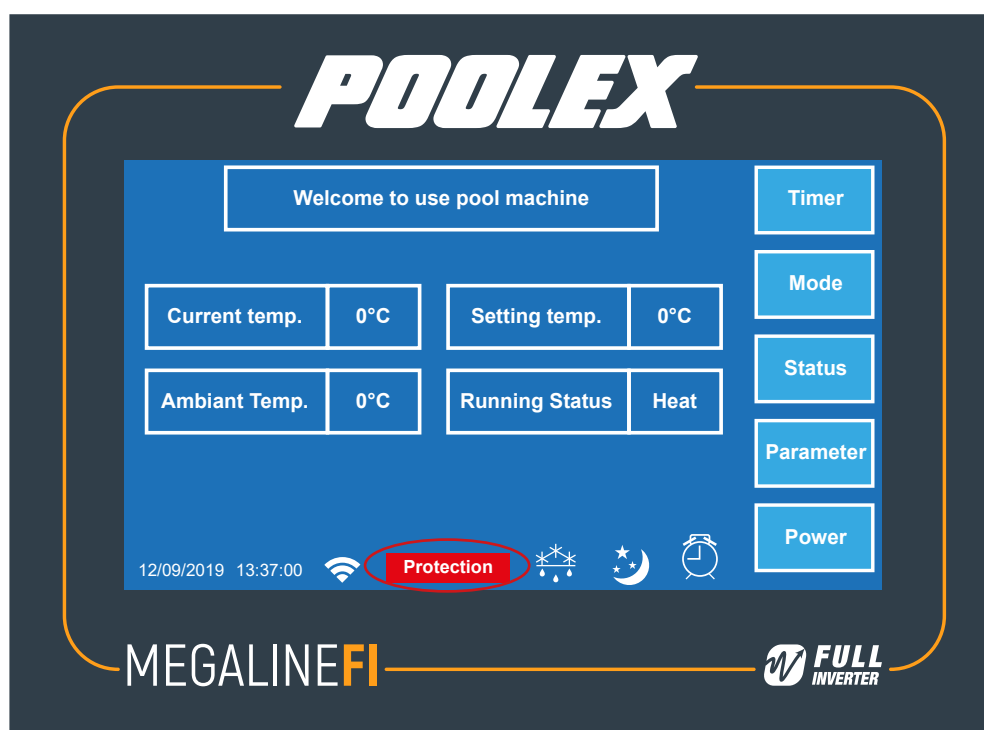 POOLEX
Welcome to use pool machine
Timer
Mode
Current temp. 0°C Setting temp. 0°C
Status
Ambiant Temp. 0°C Running Status Heat
Parameter
Power
12/09/2019 13:37:00 Protection
MEGALINEFI
FULL
INVERTER